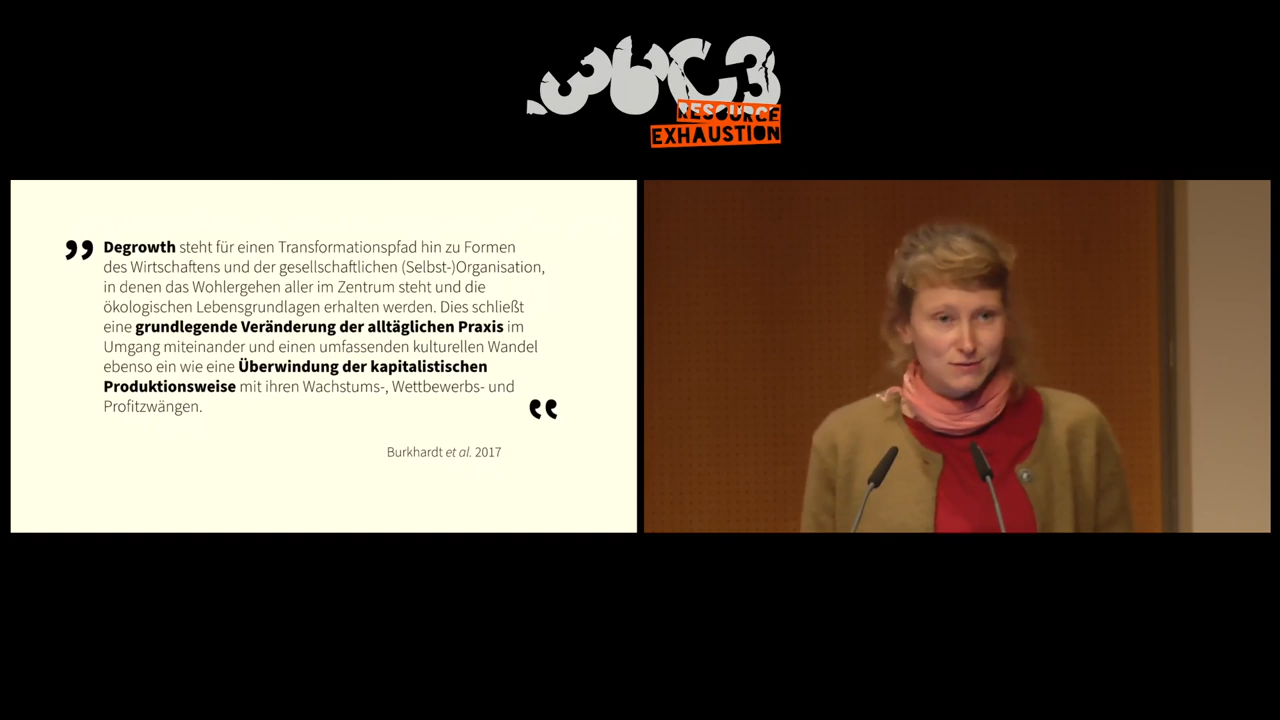 36C3
RESOURCE
EXHAUSTION
” Degrowth steht für einen Transformationspfad hin zu Formen
des Wirtschaftens und der gesellschaftlichen (Selbst-)Organisation,
in denen das Wohlergehen aller im Zentrum steht und die
ökologischen Lebensgrundlagen erhalten werden. Dies schließt
eine grundlegende Veränderung der alltäglichen Praxis im
Umgang miteinander und einen umfassenden kulturellen Wandel
ebenso ein wie eine Überwindung der kapitalistischen
Produktionsweise mit ihren Wachstums-, Wettbewerbs- und
Profitzwängen. “
Burkhardt et al. 2017